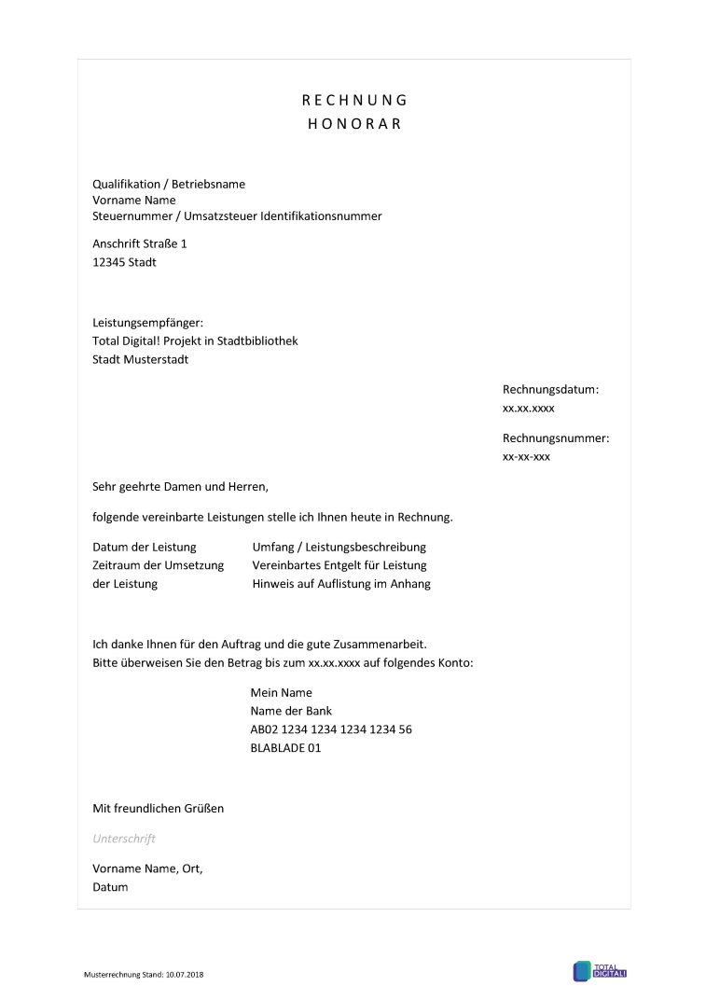 RECHNUNG
HONORAR
Qualifikation / Betriebsname
Vorname Name
Steuernummer / Umsatzsteuer Identifikationsnummer
Anschrift Straße 1
12345 Stadt
Leistungsempfänger:
Total Digital! Projekt in Stadtbibliothek
Stadt Musterstadt
Rechnungsdatum:
xx.xx.xxxx
Rechnungsnummer:
xx-xx-xxx
Sehr geehrte Damen und Herren,
folgende vereinbarte Leistungen stelle ich Ihnen heute in Rechnung.
Datum der Leistung Umfang / Leistungsbeschreibung
Zeitraum der Umsetzung Vereinbartes Entgelt für Leistung
der Leistung Hinweis auf Auflistung im Anhang
Ich danke Ihnen für den Auftrag und die gute Zusammenarbeit.
Bitte überweisen Sie den Betrag bis zum xx.xx.xxxx auf folgendes Konto:
Mein Name
Name der Bank
AB02 1234 1234 1234 1234 56
BLABLADE 01
Mit freundlichen Grüßen
Unterschrift
Vorname Name, Ort,
Datum
Musterrechnung Stand: 10.07.2018
TOTAL
DIGITAL!